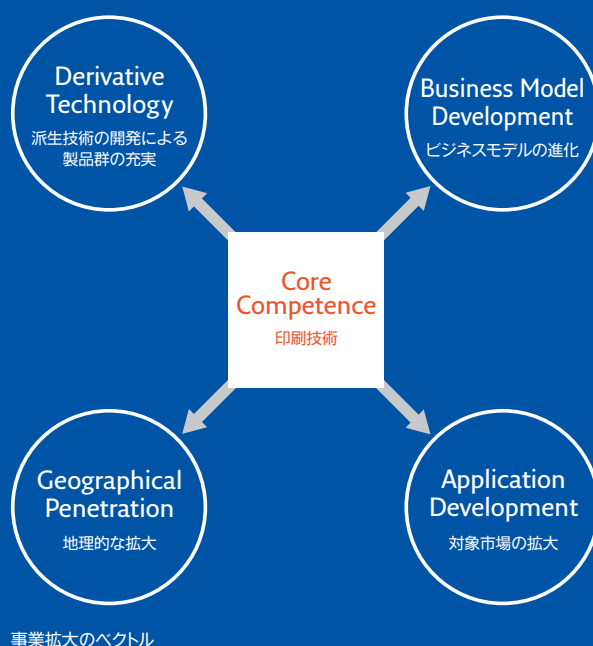 Derivative
Technology
派生技術の開発による
製品群の充実
Business Model
Development
ビジネスモデルの進化
Core
Competence
印刷技術
Geographical
Penetration
地理的な拡大
Application
Development
対象市場の拡大
事業拡大のベクトル